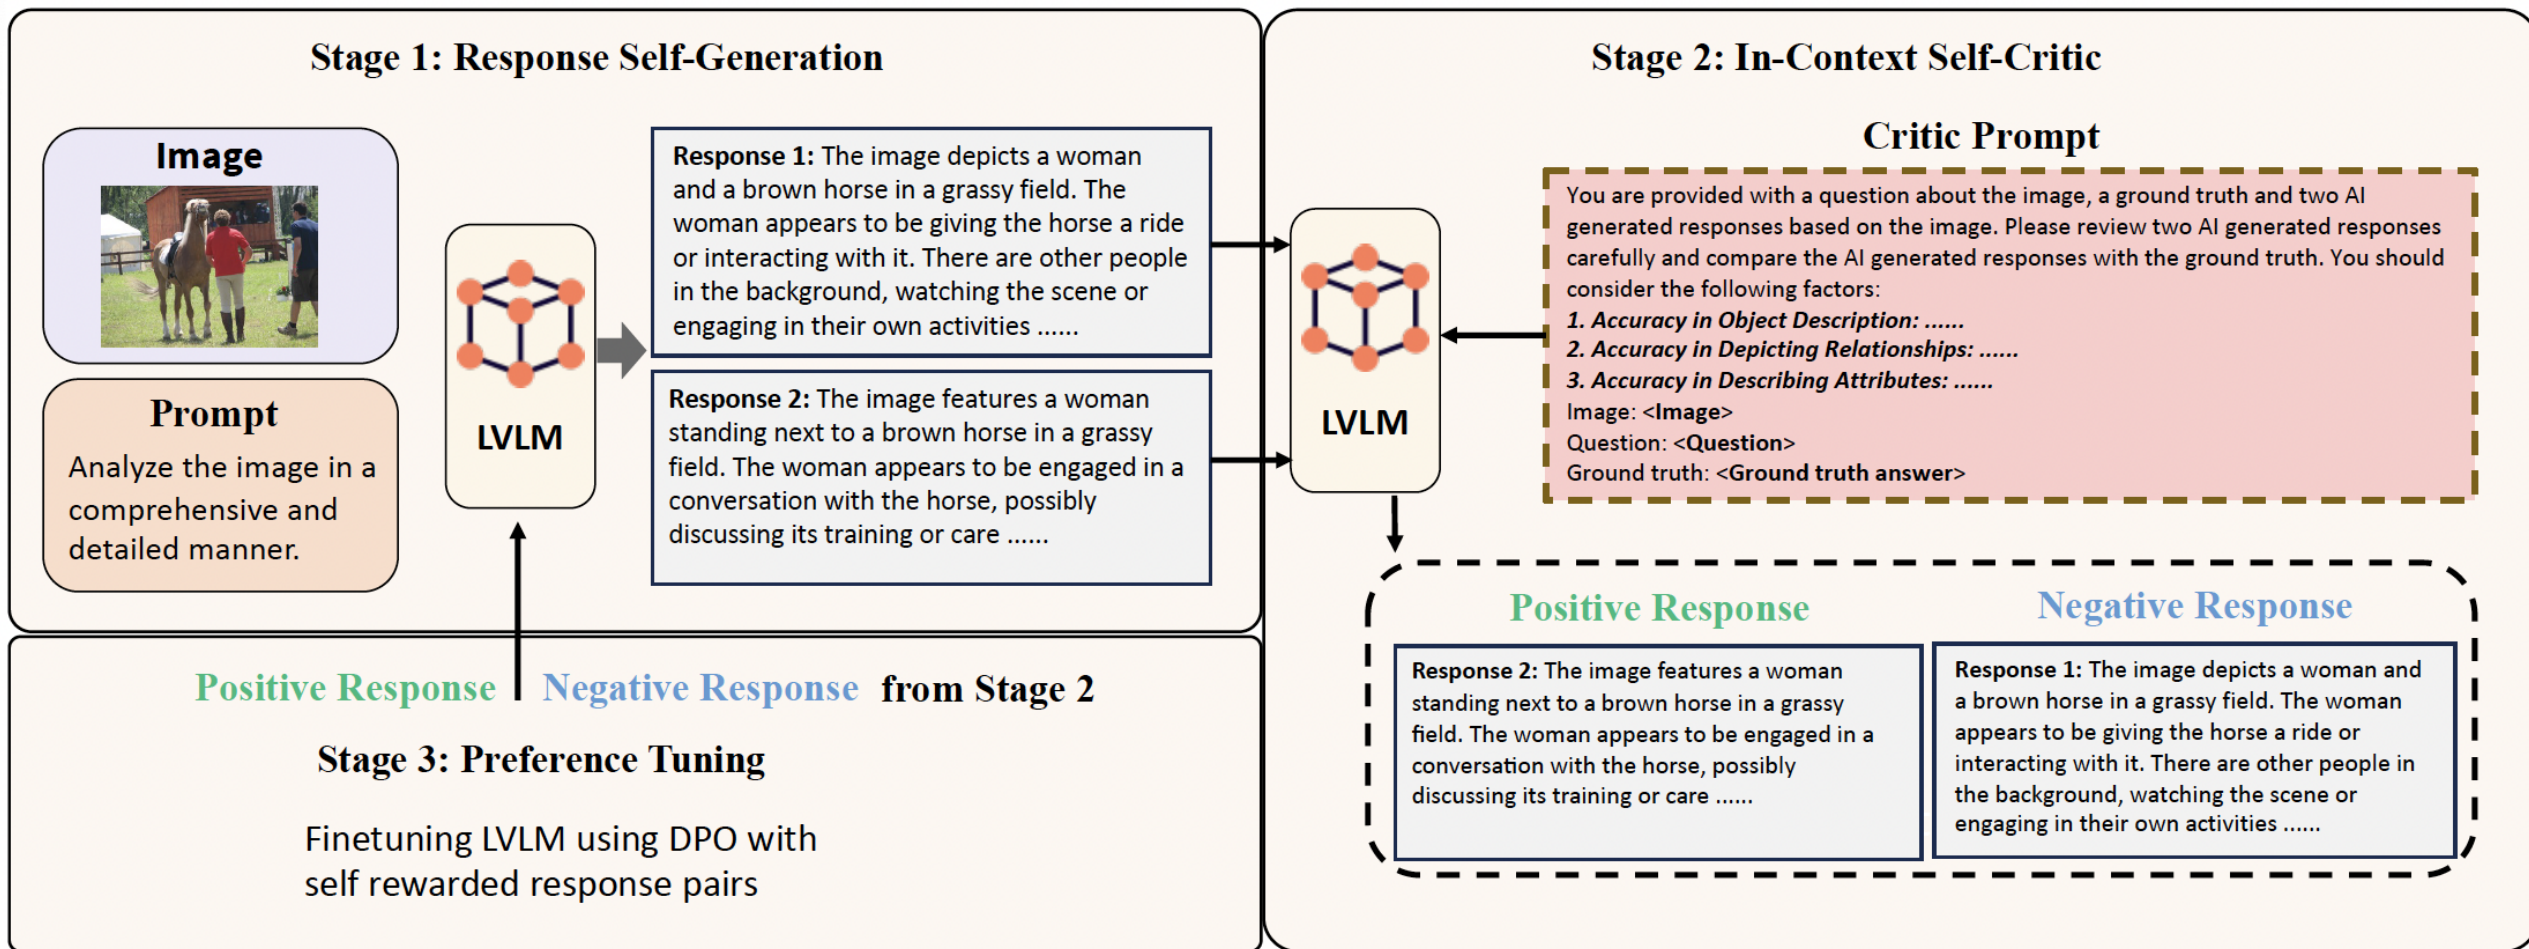 Stage 1: Response Self-Generation
Image
Prompt
Analyze the image in a
comprehensive and
detailed manner.
LVLM
Response 1: The image depicts a woman
and a brown horse in a grassy field. The
woman appears to be giving the horse a ride
or interacting with it. There are other people
in the background, watching the scene or
engaging in their own activities ......
Response 2: The image features a woman
standing next to a brown horse in a grassy
field. The woman appears to be engaged in a
conversation with the horse, possibly
discussing its training or care ......
Stage 2: In-Context Self-Critic
Critic Prompt
You are provided with a question about the image, a ground truth and two AI
generated responses based on the image. Please review two AI generated responses
carefully and compare the AI generated responses with the ground truth. You should
consider the following factors:
1. Accuracy in Object Description: ......
2. Accuracy in Depicting Relationships: ......
3. Accuracy in Describing Attributes: ......
Image: <Image>
Question: <Question>
Ground truth: <Ground truth answer>
LVLM
Positive Response
Response 2: The image features a woman
standing next to a brown horse in a grassy
field. The woman appears to be engaged in a
conversation with the horse, possibly
discussing its training or care ......
Negative Response
Response 1: The image depicts a woman and
a brown horse in a grassy field. The woman
appears to be giving the horse a ride or
interacting with it. There are other people in
the background, watching the scene or
engaging in their own activities ......
Positive Response Negative Response from Stage 2
Stage 3: Preference Tuning
Finetuning LVLM using DPO with
self rewarded response pairs